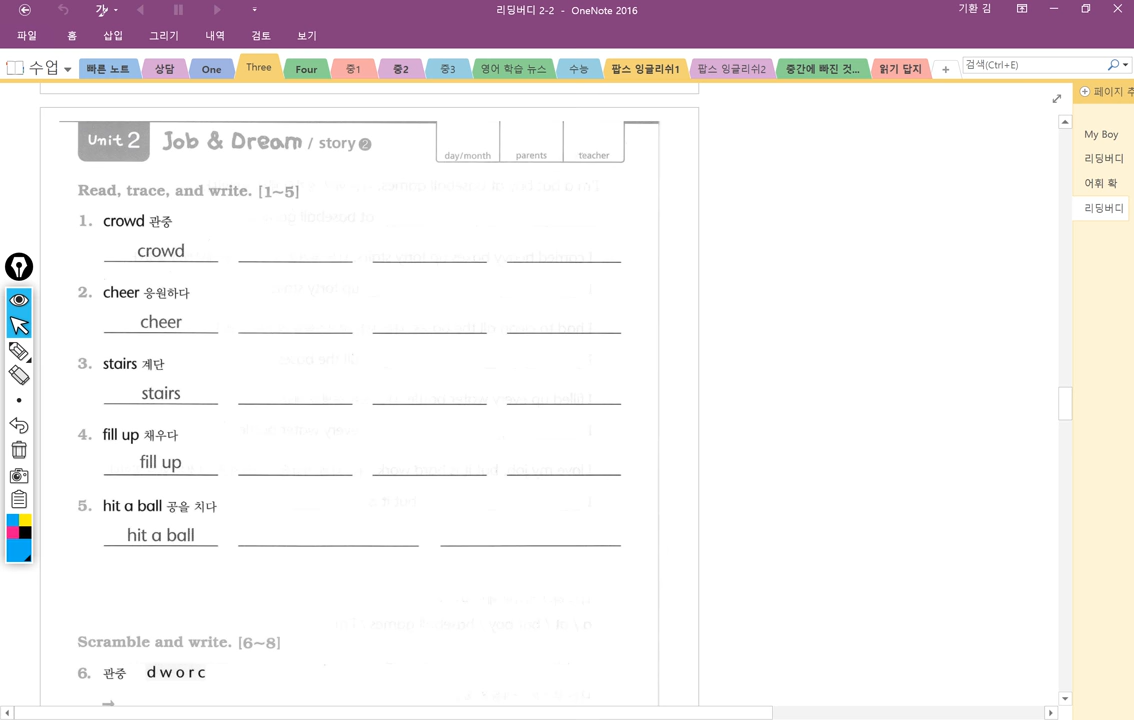 리딩버디 2-2 - OneNote 2016
기환 김
파일 홈 삽입 그리기 내역 검토 보기
수업 빠른 노트 상담 One Three Four 중1 중2 중3 영어 학습 뉴스 수능 팝스 잉글리쉬1 팝스 잉글리쉬2 중간에 빠진 것... 읽기 답지 + 검색(Ctrl+E)
페이지 추
My Boy
리딩버디
어휘 확
리딩버디
Unit 2 Job & Dream / story 2
day/month parents teacher
Read, trace, and write. [1~5]
1. crowd 관중
crowd
2. cheer 응원하다
cheer
3. stairs 계단
stairs
4. fill up 채우다
fill up
5. hit a ball 공을 치다
hit a ball
Scramble and write. [6~8]
6. 관중 d w o r c